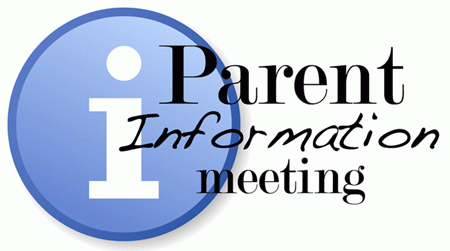 i
Parent
Information
meeting